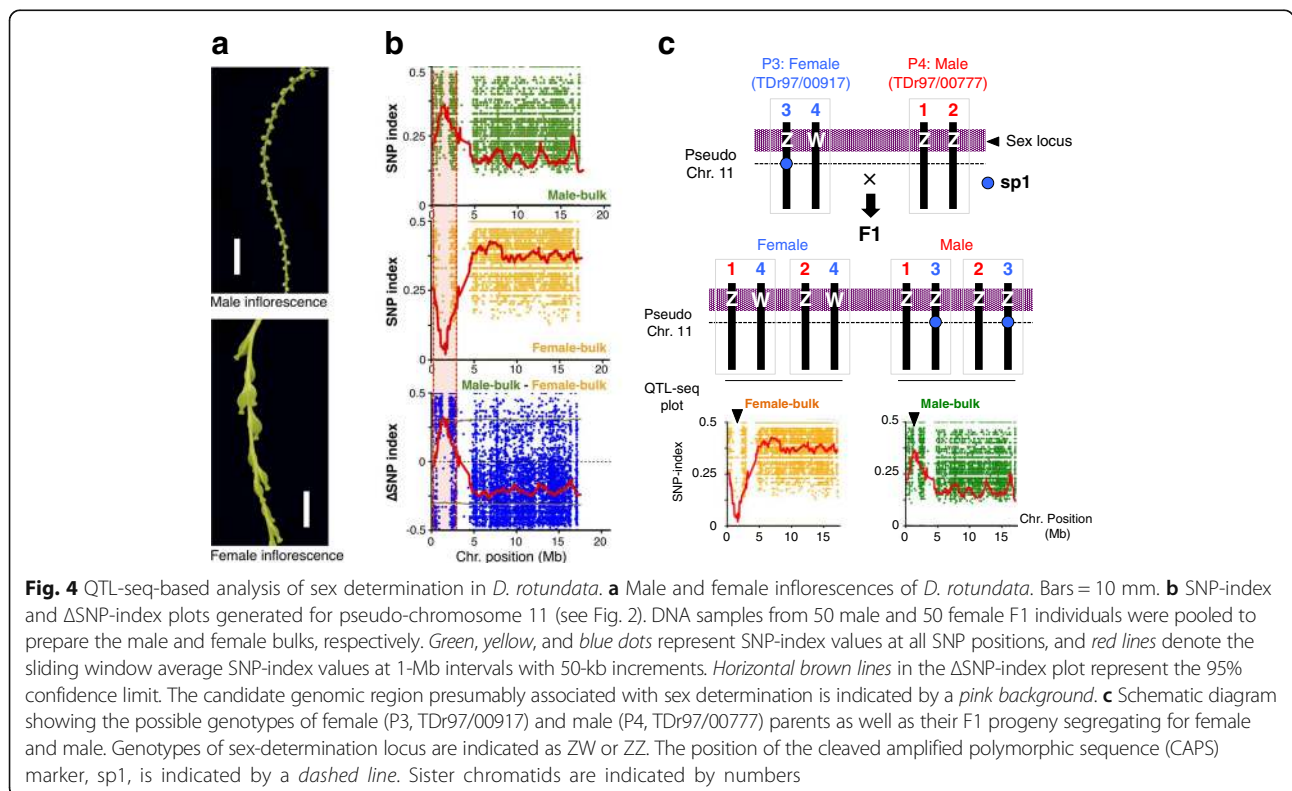 a
Male inflorescence
Female inflorescence
b
0.5
SNP index
0.25
Male-bulk
0
0 5 10 15 20
0.5
SNP index
0.25
Female-bulk
0
0 5 10 15 20
Male-bulk - Female-bulk
0.5
ΔSNP index
0
-0.5
0 5 10 15 20
Chr. position (Mb)
c
P3: Female
(TDr97/00917)
P4: Male
(TDr97/00777)
3 4 1 2
Z W Z Z
Sex locus
Pseudo
Chr. 11
×
sp1
F1
Female Male
1 4 2 4 1 3 2 3
Z W Z W Z Z Z Z
Pseudo
Chr. 11
QTL-seq
plot
Female-bulk
Male-bulk
0.5 0.5
SNP-index
0.25 0.25
0 0
0 5 10 15 0 5 10 15
Chr. Position
(Mb)
Fig. 4 QTL-seq-based analysis of sex determination in D. rotundata. a Male and female inflorescences of D. rotundata. Bars = 10 mm. b SNP-index
and ΔSNP-index plots generated for pseudo-chromosome 11 (see Fig. 2). DNA samples from 50 male and 50 female F1 individuals were pooled to
prepare the male and female bulks, respectively. Green, yellow, and blue dots represent SNP-index values at all SNP positions, and red lines denote the
sliding window average SNP-index values at 1-Mb intervals with 50-kb increments. Horizontal brown lines in the ΔSNP-index plot represent the 95%
confidence limit. The candidate genomic region presumably associated with sex determination is indicated by a pink background. c Schematic diagram
showing the possible genotypes of female (P3, TDr97/00917) and male (P4, TDr97/00777) parents as well as their F1 progeny segregating for female
and male. Genotypes of sex-determination locus are indicated as ZW or ZZ. The position of the cleaved amplified polymorphic sequence (CAPS)
marker, sp1, is indicated by a dashed line. Sister chromatids are indicated by numbers